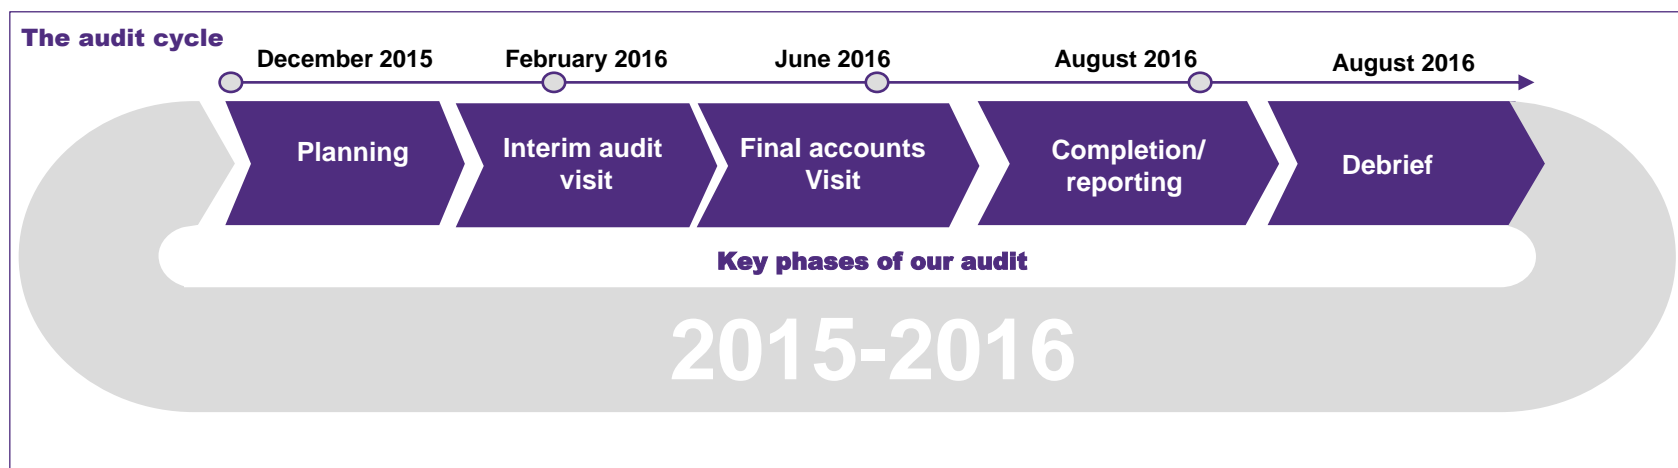 The audit cycle
December 2015
February 2016
June 2016
August 2016
August 2016
Planning
Interim audit
visit
Final accounts
Visit
Completion/
reporting
Debrief
Key phases of our audit
2015-2016